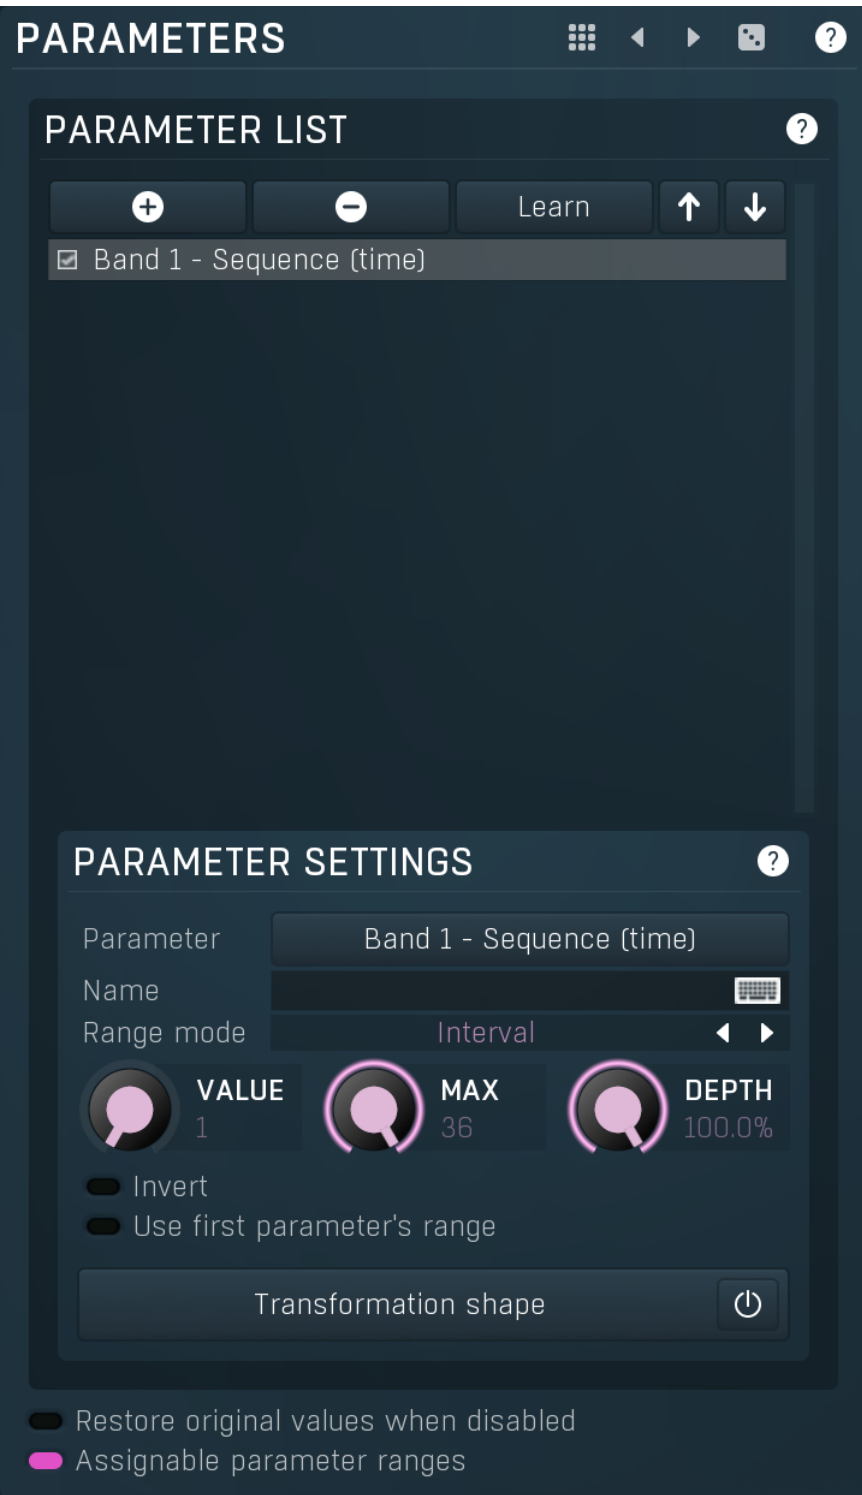 PARAMETERS ?
PARAMETER LIST ?
Learn
Band 1 - Sequence (time)
PARAMETER SETTINGS ?
Parameter Band 1 - Sequence (time)
Name
Range mode Interval
VALUE MAX DEPTH
1 36 100.0%
Invert
Use first parameter's range
Transformation shape
Restore original values when disabled
Assignable parameter ranges